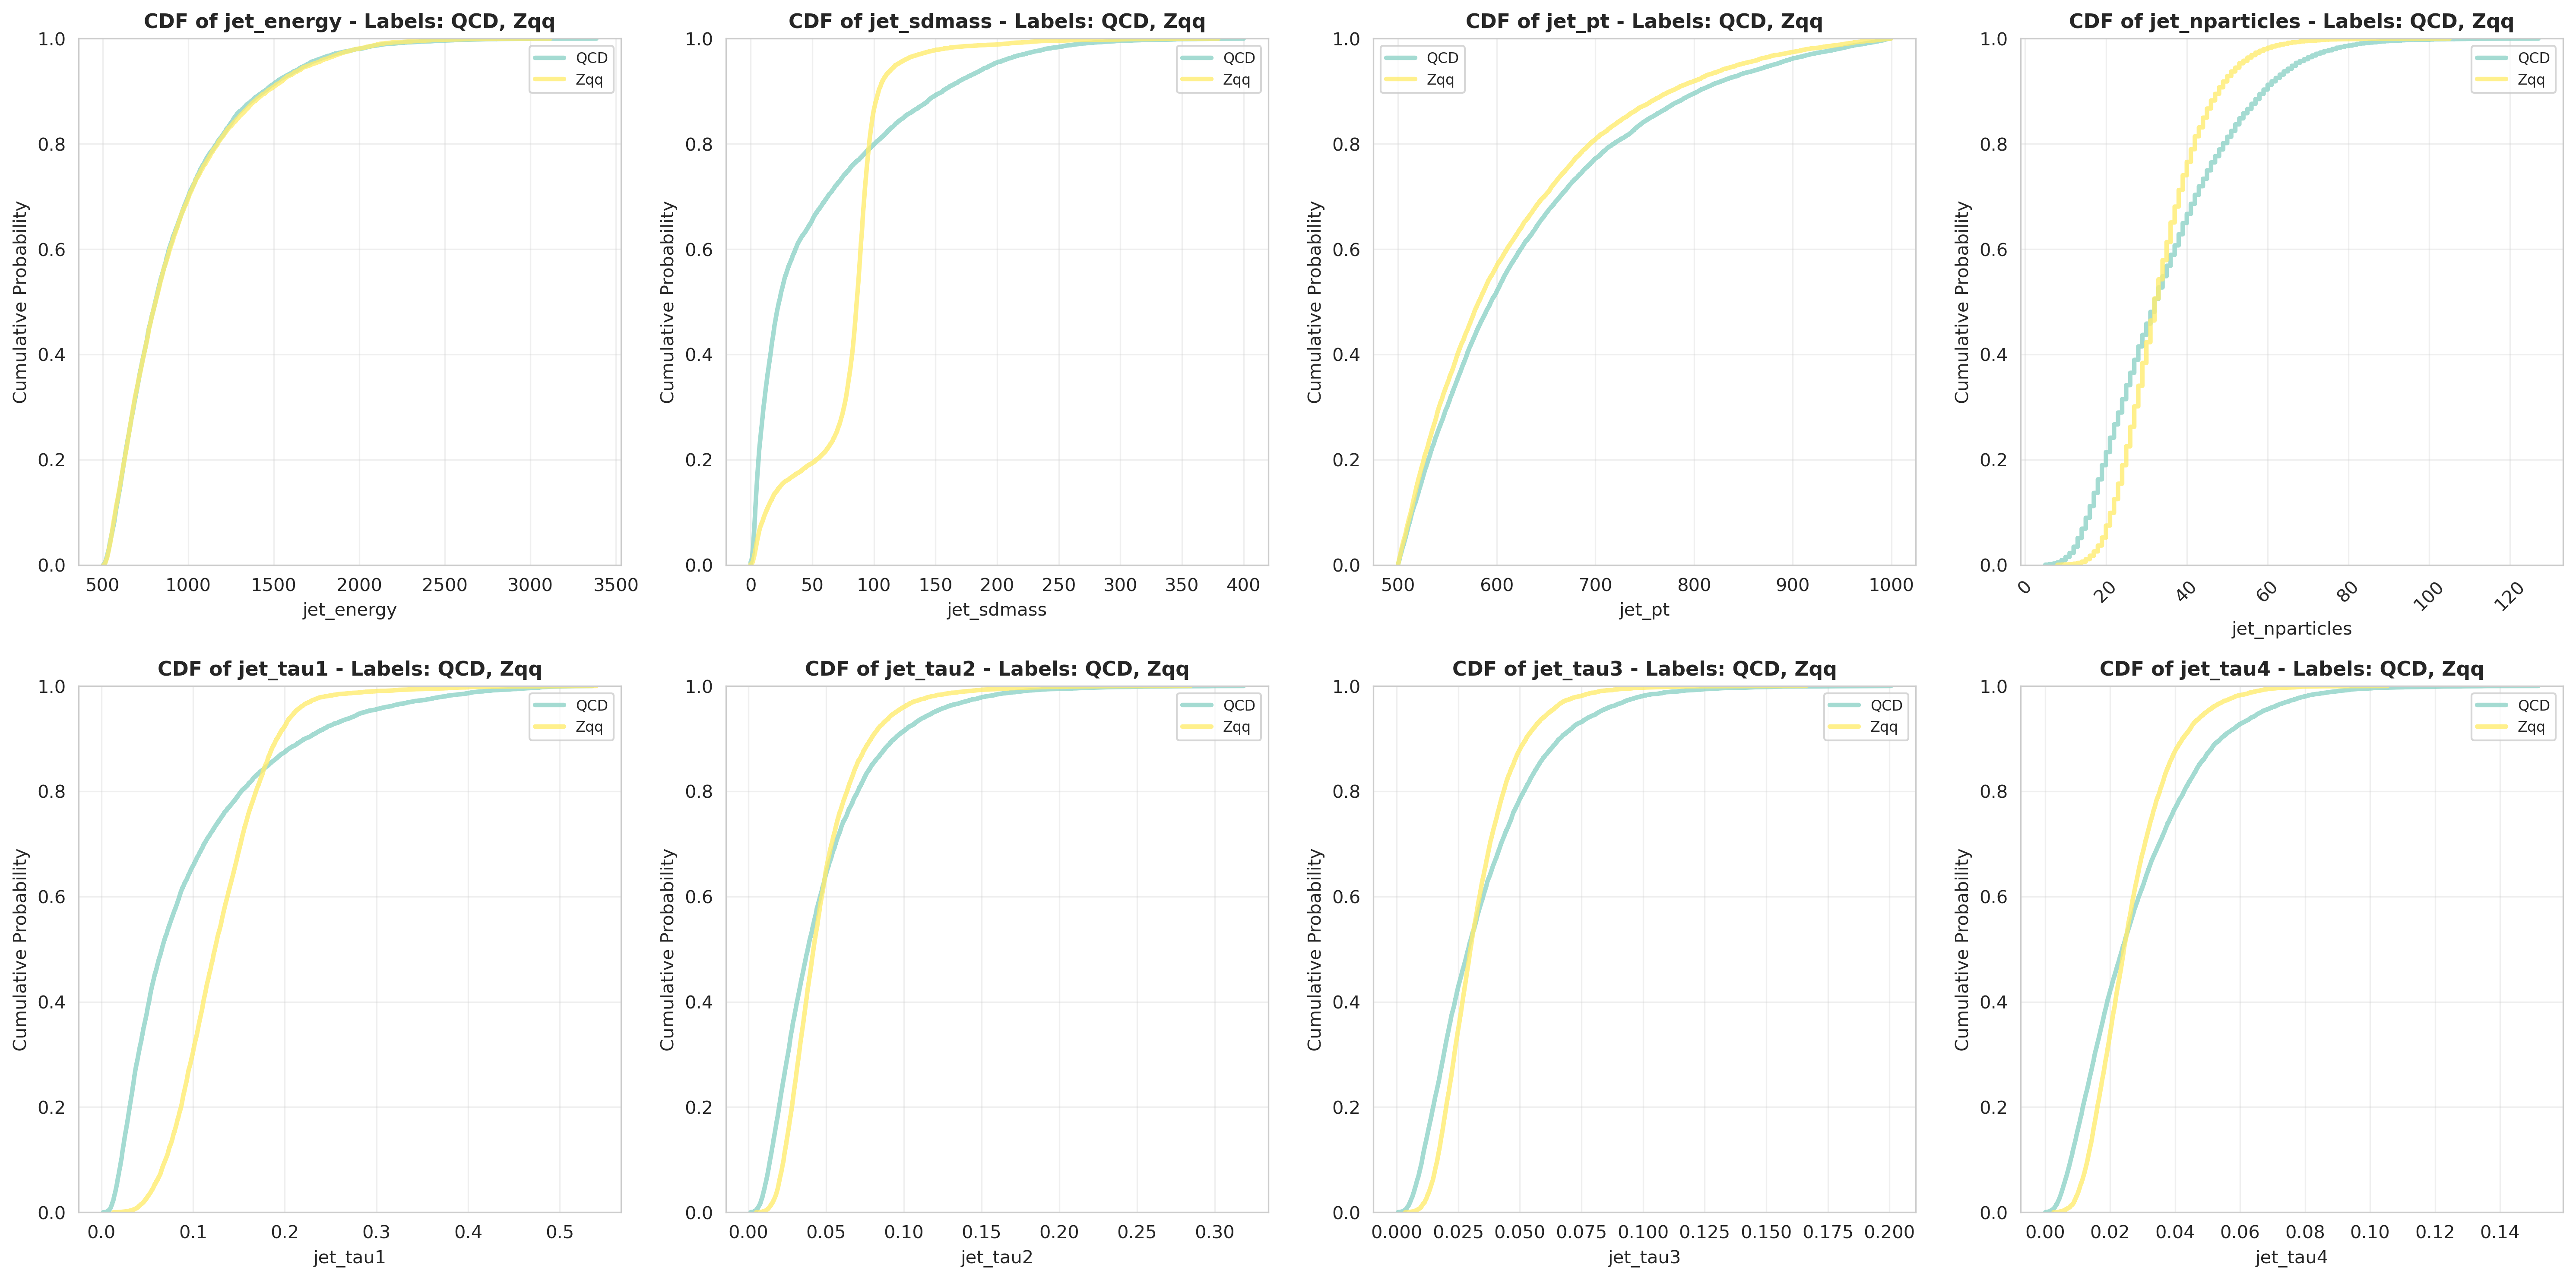 CDF of jet_energy - Labels: QCD, Zqq
1.0
0.8
0.6
0.4
0.2
0.0
Cumulative Probability
QCD
Zqq
500 1000 1500 2000 2500 3000 3500
jet_energy
CDF of jet_sdmass - Labels: QCD, Zqq
1.0
0.8
0.6
0.4
0.2
0.0
Cumulative Probability
QCD
Zqq
0 50 100 150 200 250 300 350 400
jet_sdmass
CDF of jet_pt - Labels: QCD, Zqq
1.0
0.8
0.6
0.4
0.2
0.0
Cumulative Probability
QCD
Zqq
500 600 700 800 900 1000
jet_pt
CDF of jet_nparticles - Labels: QCD, Zqq
1.0
0.8
0.6
0.4
0.2
0.0
Cumulative Probability
QCD
Zqq
0 20 40 60 80 100 120
jet_nparticles
CDF of jet_tau1 - Labels: QCD, Zqq
1.0
0.8
0.6
0.4
0.2
0.0
Cumulative Probability
QCD
Zqq
0.0 0.1 0.2 0.3 0.4 0.5
jet_tau1
CDF of jet_tau2 - Labels: QCD, Zqq
1.0
0.8
0.6
0.4
0.2
0.0
Cumulative Probability
QCD
Zqq
0.00 0.05 0.10 0.15 0.20 0.25 0.30
jet_tau2
CDF of jet_tau3 - Labels: QCD, Zqq
1.0
0.8
0.6
0.4
0.2
0.0
Cumulative Probability
QCD
Zqq
0.000 0.025 0.050 0.075 0.100 0.125 0.150 0.175 0.200
jet_tau3
CDF of jet_tau4 - Labels: QCD, Zqq
1.0
0.8
0.6
0.4
0.2
0.0
Cumulative Probability
QCD
Zqq
0.00 0.02 0.04 0.06 0.08 0.10 0.12 0.14
jet_tau4